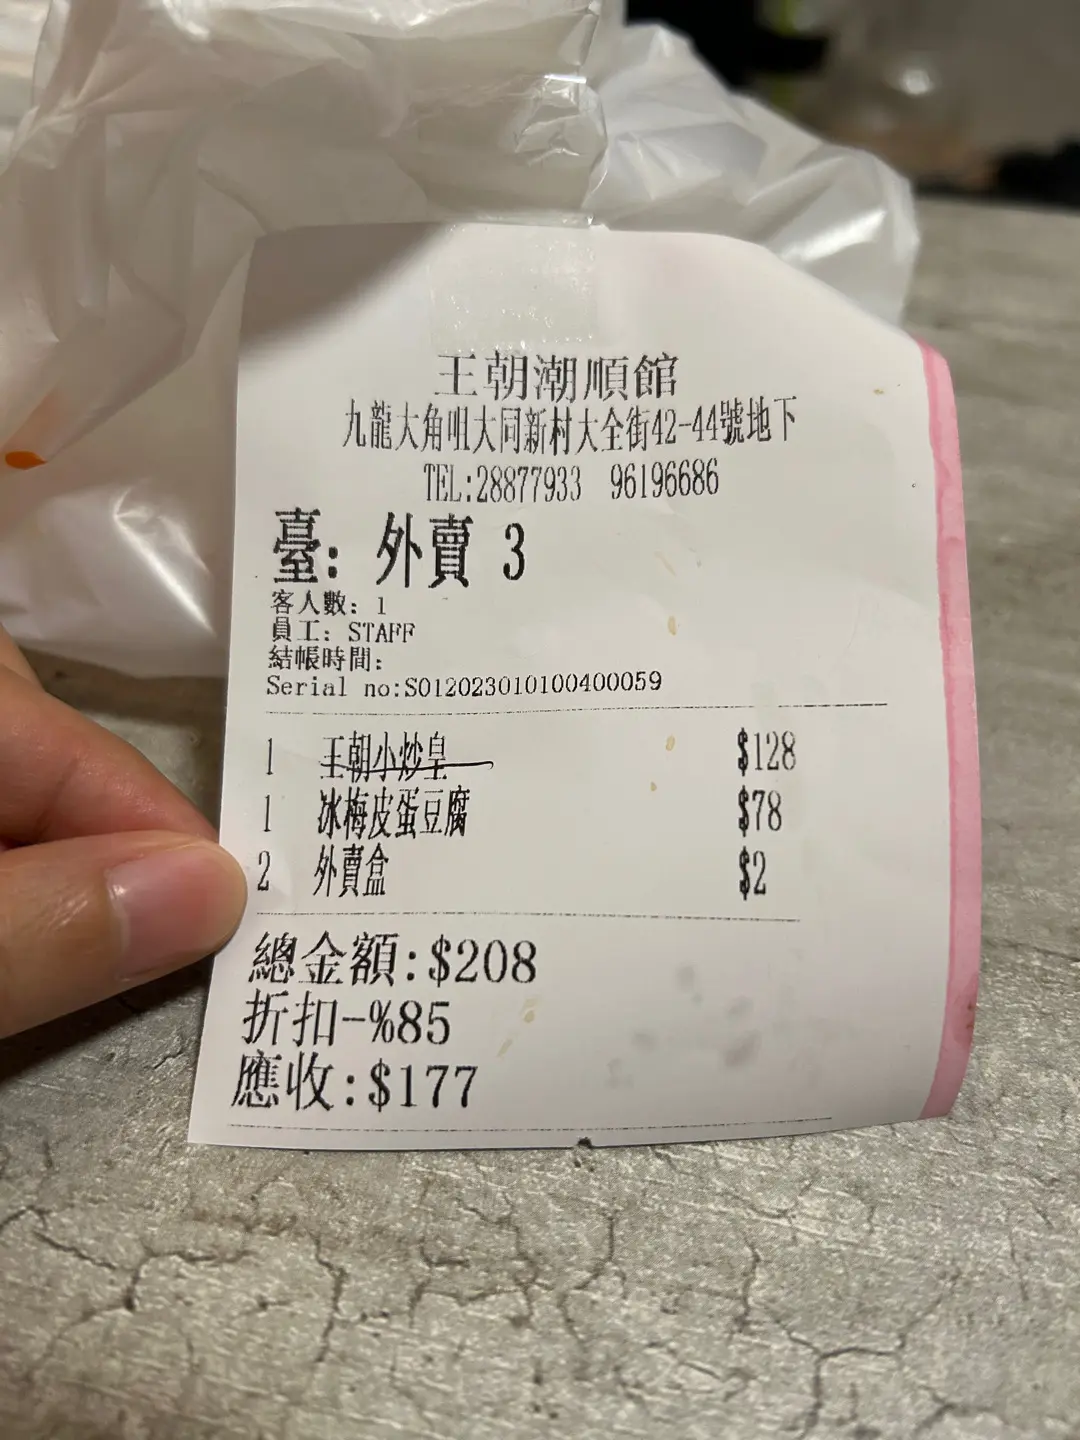 王朝潮順館
九龍大角咀大同新村大全街42-44號地下
TEL:28877933 96196686
臺: 外賣 3
客人數: 1
員工: STAFF
結帳時間:
Serial no:S012023010100400059
1 王朝小炒皇 $128
1 冰梅皮蛋豆腐 $78
2 外賣盒 $2
總金額:$208
折扣-%85
應收:$177